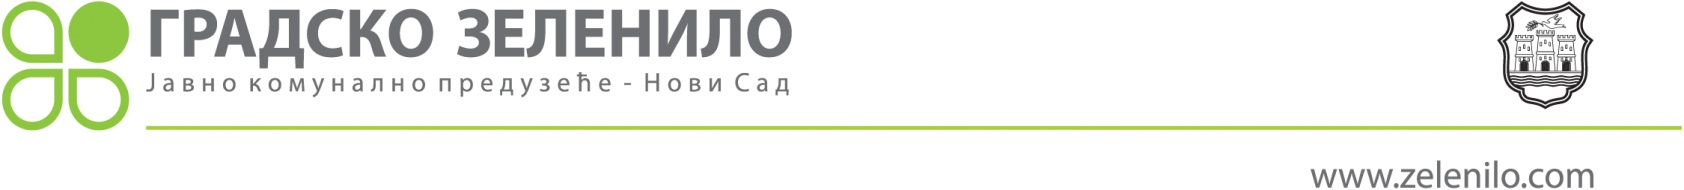 ГРАДСКО ЗЕЛЕНИЛО
Јавно комунално предузеће - Нови Сад
www.zelenilo.com